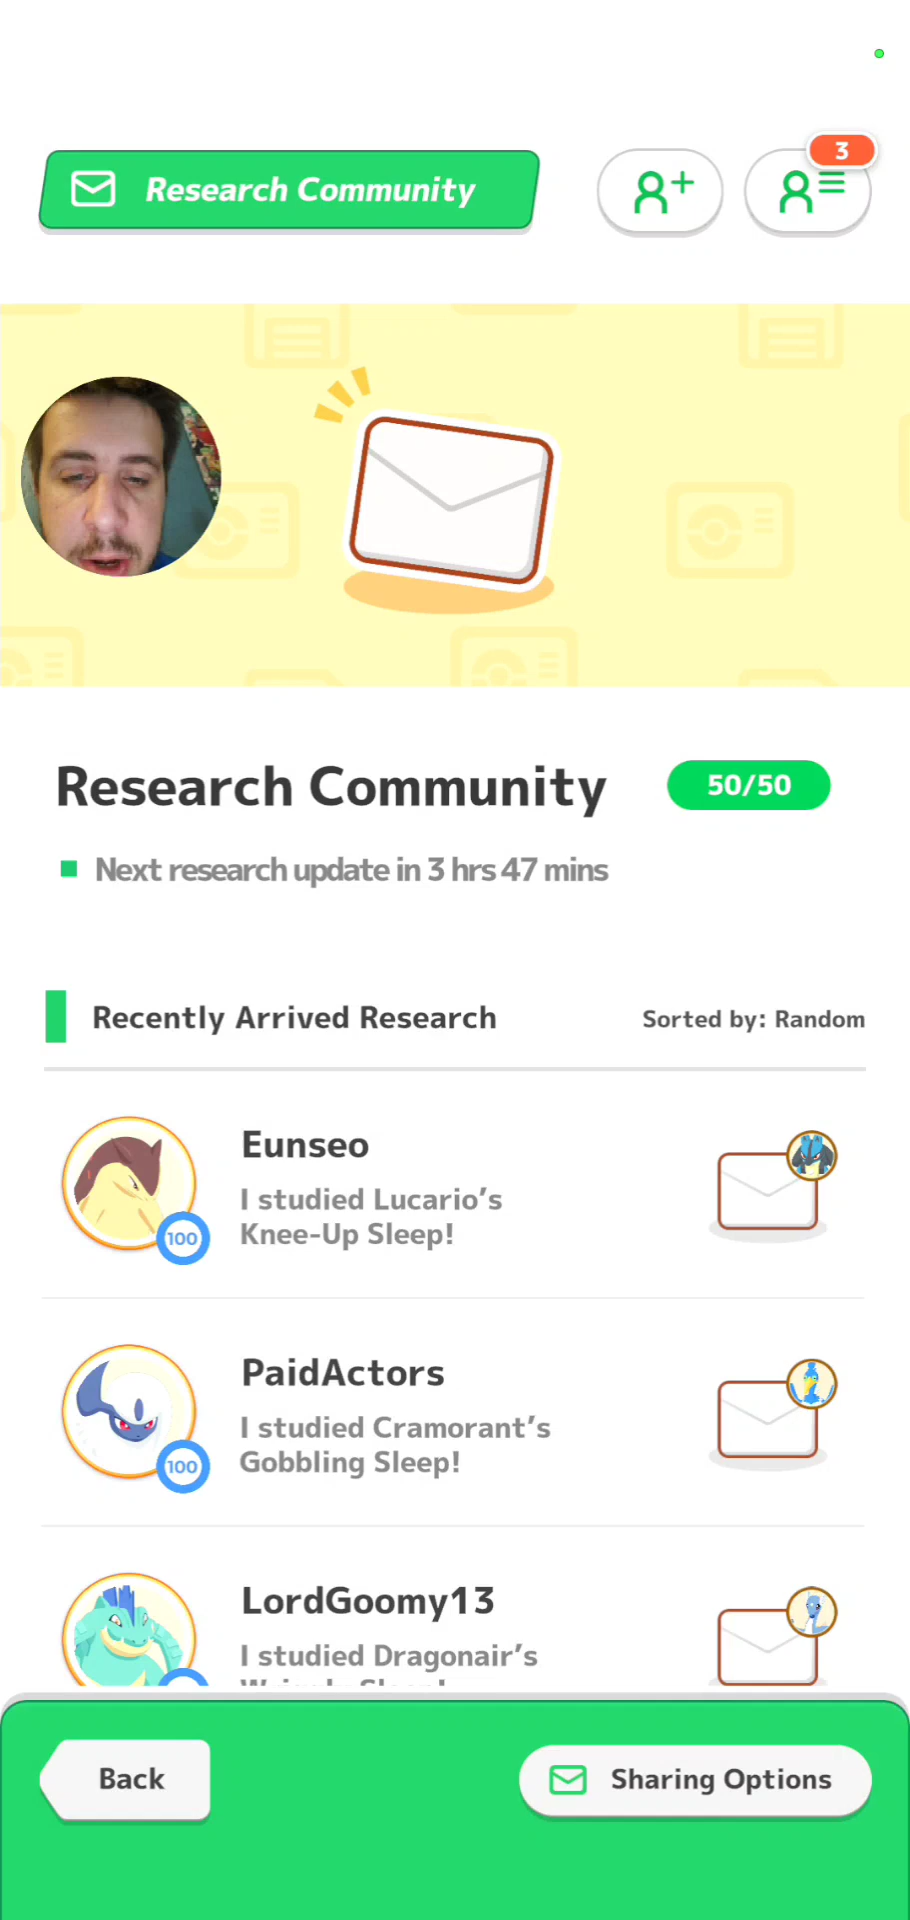 Research Community
3
Research Community
50/50
Next research update in 3 hrs 47 mins
Recently Arrived Research
Sorted by: Random
Eunseo
I studied Lucario's
Knee-Up Sleep!
100
PaidActors
I studied Cramorant's
Gobbling Sleep!
100
LordGoomy13
I studied Dragonair's
Back
Sharing Options